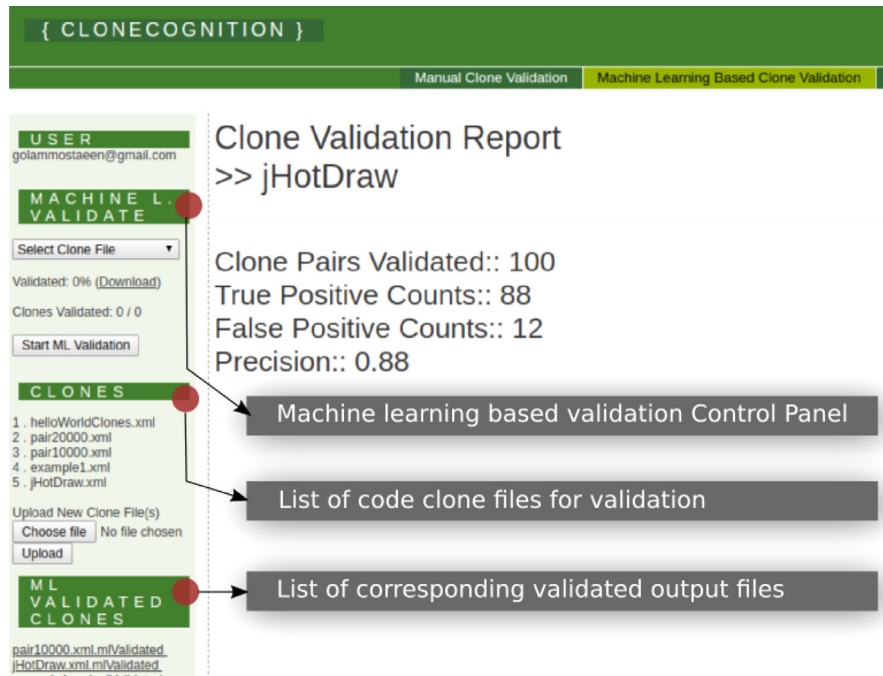 { CLONECOGNITION }
Manual Clone Validation
Machine Learning Based Clone Validation
USER
golammostaeen@gmail.com
MACHINE L.
VALIDATE
Select Clone File
Validated: 0% (Download)
Clones Validated: 0 / 0
Start ML Validation
CLONES
1 . helloWorldClones.xml
2 . pair20000.xml
3 . pair10000.xml
4 . example1.xml
5 . jHotDraw.xml
Upload New Clone File(s)
Choose file No file chosen
Upload
ML
VALIDATED
CLONES
pair10000.xml.mlValidated
jHotDraw.xml.mlValidated
Clone Validation Report
>> jHotDraw
Clone Pairs Validated:: 100
True Positive Counts:: 88
False Positive Counts:: 12
Precision:: 0.88
Machine learning based validation Control Panel
List of code clone files for validation
List of corresponding validated output files